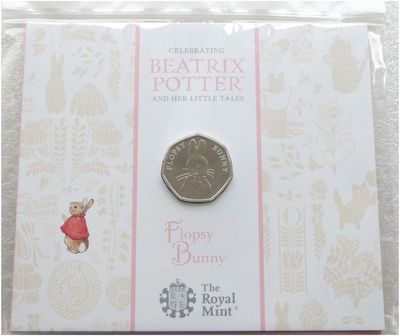 CELEBRATING
BEATRIX
POTTER
AND HER LITTLE TALES
FLOPSY BUNNY
Flopsy
Bunny
The
Royal
Mint®